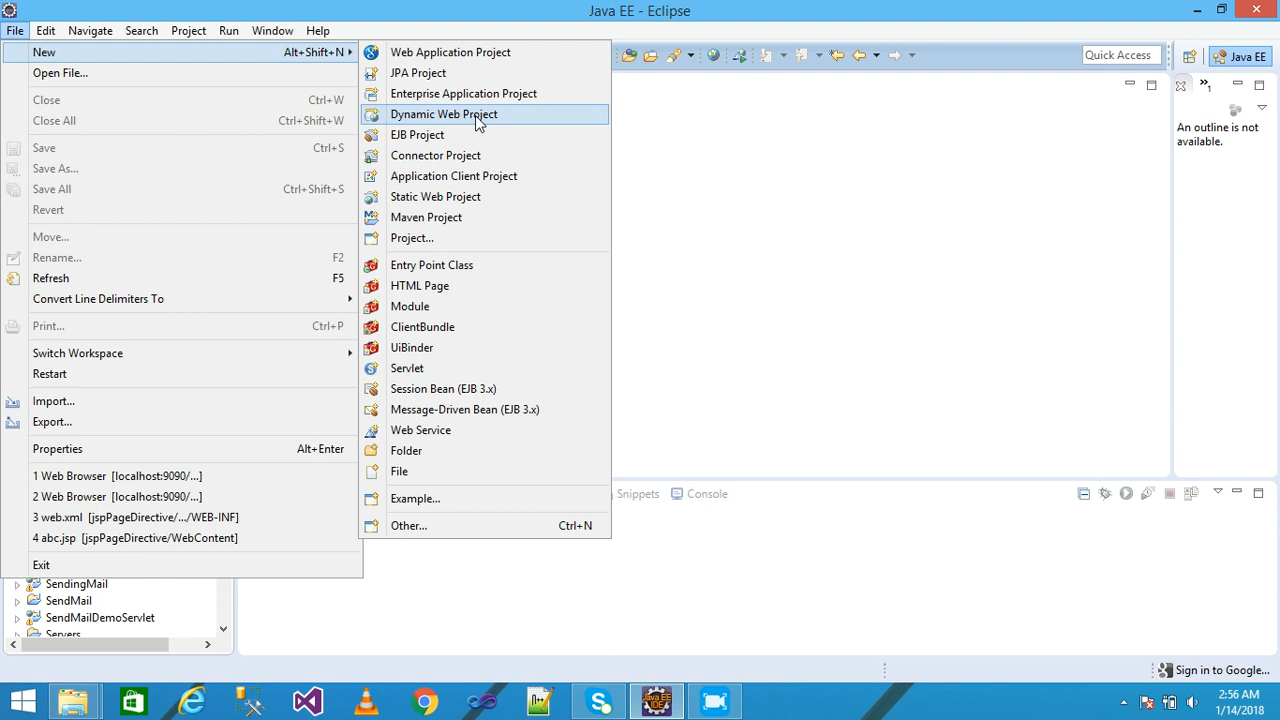 Java EE - Eclipse
File Edit Navigate Search Project Run Window Help
New Alt+Shift+N
Open File...
Close Ctrl+W
Close All Ctrl+Shift+W
Save Ctrl+S
Save As...
Save All Ctrl+Shift+S
Revert
Move...
Rename... F2
Refresh F5
Convert Line Delimiters To
Print... Ctrl+P
Switch Workspace
Restart
Import...
Export...
Properties Alt+Enter
1 Web Browser [localhost:9090/...]
2 Web Browser [localhost:9090/...]
3 web.xml [jspPageDirective/.../WEB-INF]
4 abc.jsp [jspPageDirective/WebContent]
Exit
Web Application Project
JPA Project
Enterprise Application Project
Dynamic Web Project
EJB Project
Connector Project
Application Client Project
Static Web Project
Maven Project
Project...
Entry Point Class
HTML Page
Module
ClientBundle
UiBinder
Servlet
Session Bean (EJB 3.x)
Message-Driven Bean (EJB 3.x)
Web Service
Folder
File
Example...
Other... Ctrl+N
Quick Access
Java EE
1
An outline is not
available.
Snippets Console
SendingMail
SendMail
SendMailDemoServlet
Servers
Sign in to Google...
Java EE
IDE
2:56 AM
1/14/2018